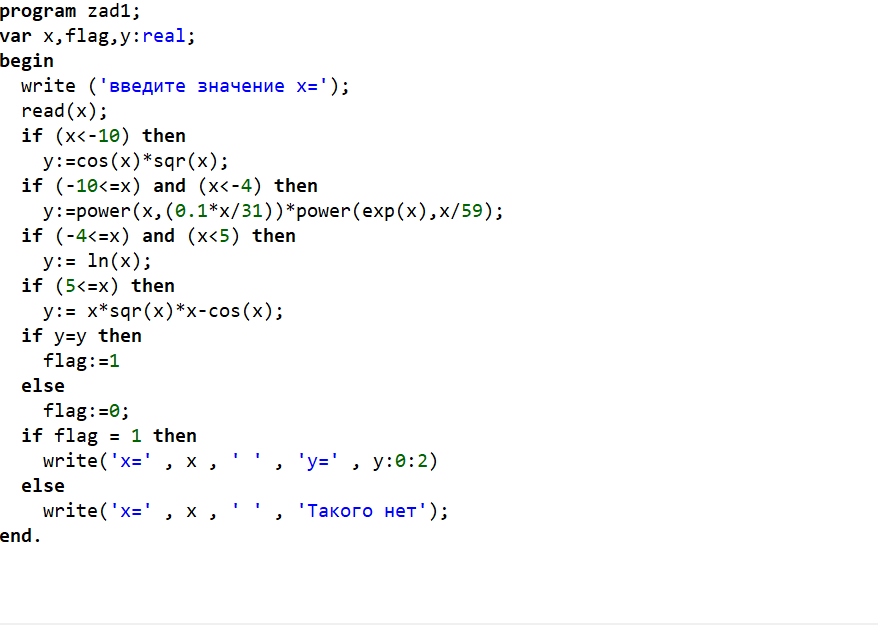 program zad1;
var x,flag,y:real;
begin
  write ('введите значение x=');
  read(x);
  if (x<-10) then
    y:=cos(x)*sqr(x);
  if (-10<=x) and (x<-4) then
    y:=power(x,(0.1*x/31))*power(exp(x),x/59);
  if (-4<=x) and (x<5) then
    y:= ln(x);
  if (5<=x) then
    y:= x*sqr(x)*x-cos(x);
  if y=y then
    flag:=1
  else
    flag:=0;
  if flag = 1 then
    write('x=' , x , ' ' , 'y=' , y:0:2)
  else
    write('x=' , x , ' ' , 'Такого нет');
end.